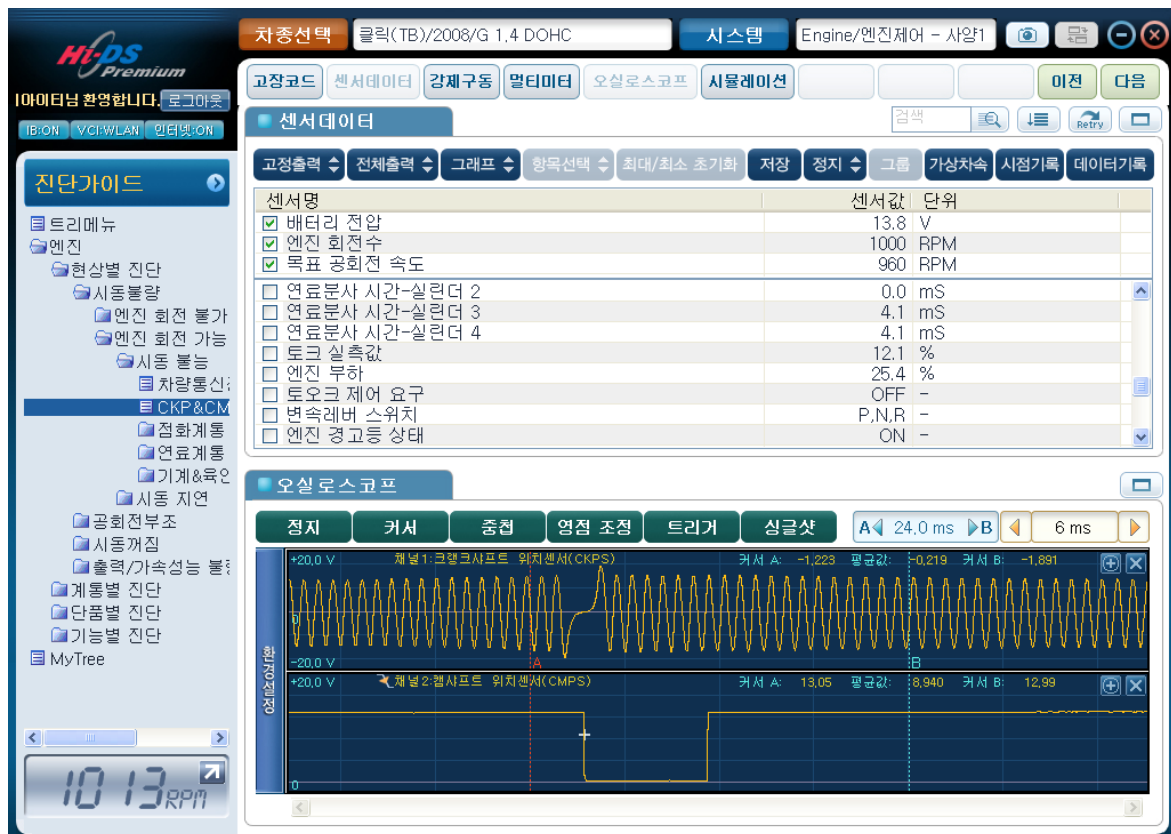 Hi-DS
Premium
차종선택 클릭(TB)/2008/G 1.4 DOHC 시스템 Engine/엔진제어 - 사양1
고장코드 센서데이터 강제구동 멀티미터 오실로스코프 시뮬레이션 이전 다음
아이터님 환영합니다. 로그아웃
IB:ON VCI:WLAN 인터넷:ON
센서데이터 검색 Retry
고정출력 전체출력 그래프 항목선택 최대/최소 초기화 저장 정지 그룹 가상차속 시점기록 데이터기록
진단가이드
트리메뉴
엔진
현상별 진단
시동불량
엔진 회전 불가
엔진 회전 가능
시동 불능
차량통신
CKP&CM
점화계통
연료계통
기계&육안
시동 지연
공회전부조
시동꺼짐
출력/가속성능 불량
계통별 진단
단품별 진단
기능별 진단
MyTree
1013 RPM
센서명 센서값 단위
배터리 전압 13.8 V
엔진 회전수 1000 RPM
목표 공회전 속도 960 RPM
연료분사 시간-실린더 2 0.0 mS
연료분사 시간-실린더 3 4.1 mS
연료분사 시간-실린더 4 4.1 mS
토크 실측값 12.1 %
엔진 부하 25.4 %
토오크 제어 요구 OFF -
변속레버 스위치 P,N,R -
엔진 경고등 상태 ON -
오실로스코프
정지 커서 중첩 영점 조정 트리거 싱글샷 A 24.0 ms B 6 ms
환경설정
+20.0 V 채널1:크랭크샤프트 위치센서(CKPS) 커서 A: -1,223 평균값: -0,219 커서 B: -1,891
0
-20.0 V A B
+20.0 V 채널2:캠샤프트 위치센서(CMPS) 커서 A: 13,05 평균값: 8,940 커서 B: 12,99
0